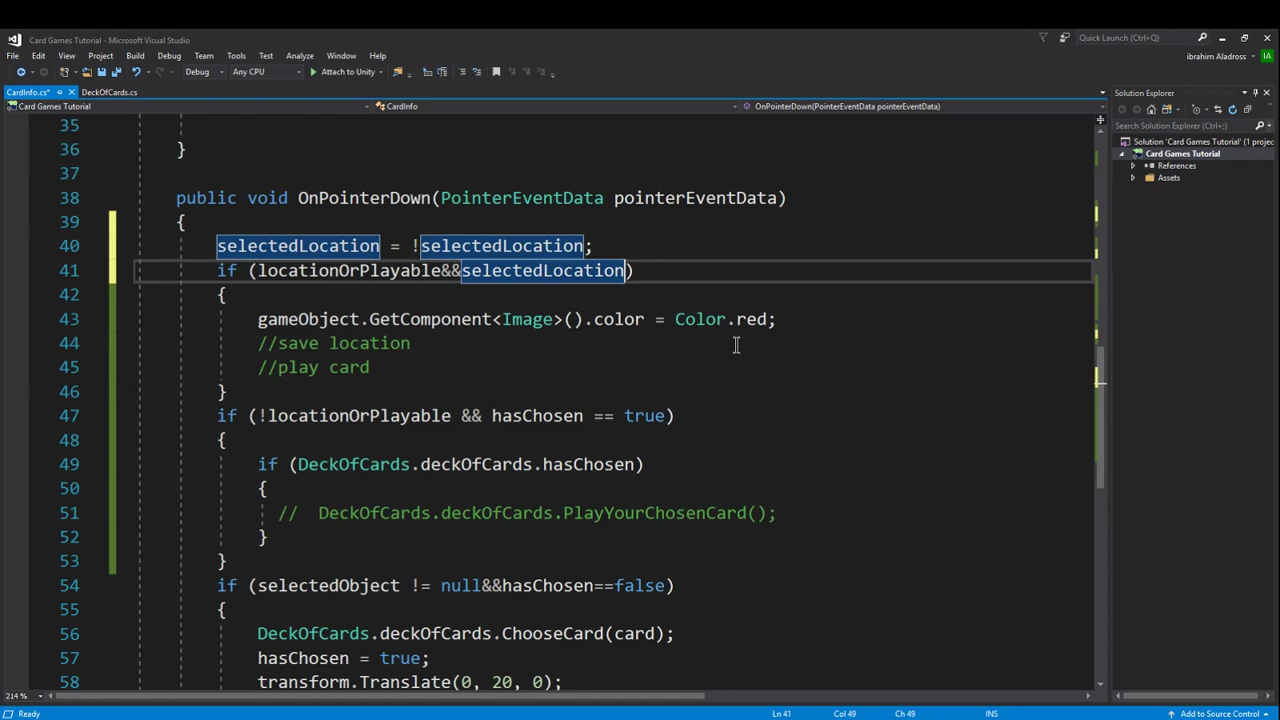 Card Games Tutorial - Microsoft Visual Studio
Quick Launch (Ctrl+Q)
File Edit View Project Build Debug Team Tools Test Analyze Window Help
ibrahim Aladross IA
Debug Any CPU Attach to Unity
CardInfo.cs* DeckOfCards.cs
Solution Explorer
Card Games Tutorial CardInfo OnPointerDown(PointerEventData pointerEventData)
Search Solution Explorer (Ctrl+;)
Solution 'Card Games Tutorial' (1 projec
Card Games Tutorial
References
Assets
35
36 }
37
38 public void OnPointerDown(PointerEventData pointerEventData)
39 {
40 selectedLocation = !selectedLocation;
41 if (locationOrPlayable&&selectedLocation)
42 {
43 gameObject.GetComponent<Image>().color = Color.red;
44 //save location
45 //play card
46 }
47 if (!locationOrPlayable && hasChosen == true)
48 {
49 if (DeckOfCards.deckOfCards.hasChosen)
50 {
51 // DeckOfCards.deckOfCards.PlayYourChosenCard();
52 }
53 }
54 if (selectedObject != null&&hasChosen==false)
55 {
56 DeckOfCards.deckOfCards.ChooseCard(card);
57 hasChosen = true;
58 transform.Translate(0, 20, 0);
214 %
Ready Ln 41 Col 49 Ch 49 INS Add to Source Control